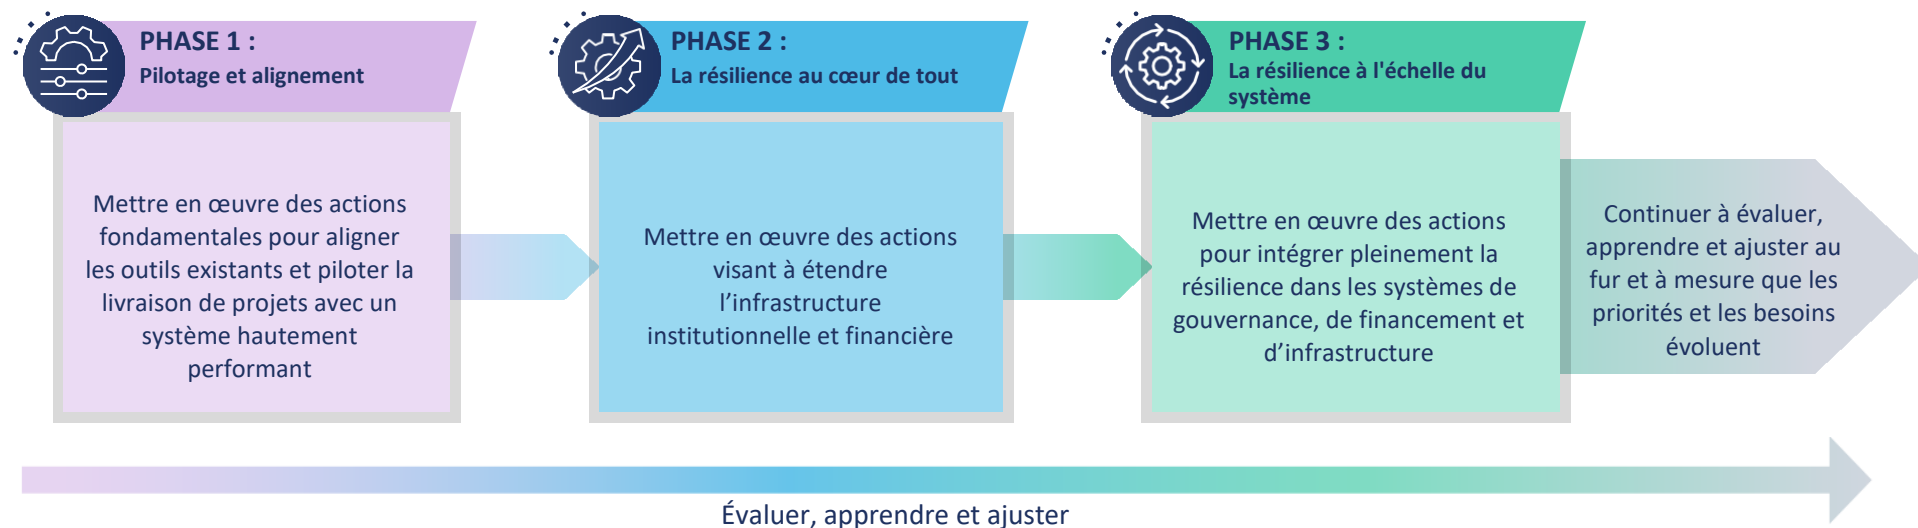 PHASE 1 :
Pilotage et alignement
Mettre en œuvre des actions
fondamentales pour aligner
les outils existants et piloter la
livraison de projets avec un
système hautement
performant
PHASE 2 :
La résilience au cœur de tout
Mettre en œuvre des actions
visant à étendre
l’infrastructure
institutionnelle et financière
PHASE 3 :
La résilience à l'échelle du
système
Mettre en œuvre des actions
pour intégrer pleinement la
résilience dans les systèmes de
gouvernance, de financement et
d’infrastructure
Continuer à évaluer,
apprendre et ajuster au
fur et à mesure que les
priorités et les besoins
évoluent
Évaluer, apprendre et ajuster